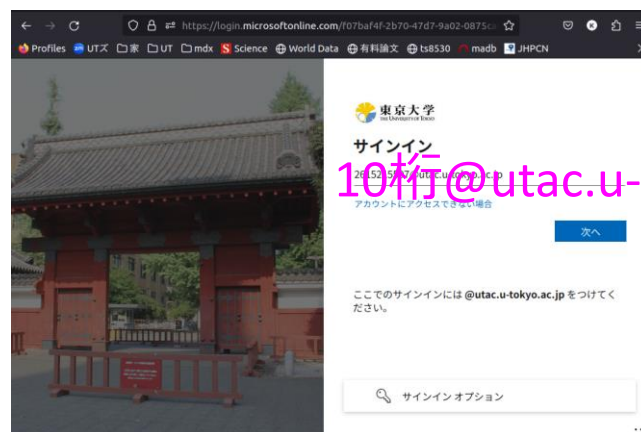 https://login.microsoftonline.com/f07baf4f-2b70-47d7-9a02-0875c
Profiles UTズ 家 UT mdx Science World Data 有料論文 ts8530 madb JHPCN
東京大学
THE UNIVERSITY OF TOKYO
サインイン
10桁@utac.u-
アカウントにアクセスできない場合
次へ
ここでのサインインには @utac.u-tokyo.ac.jp をつけてく
ださい。
サインイン オプション